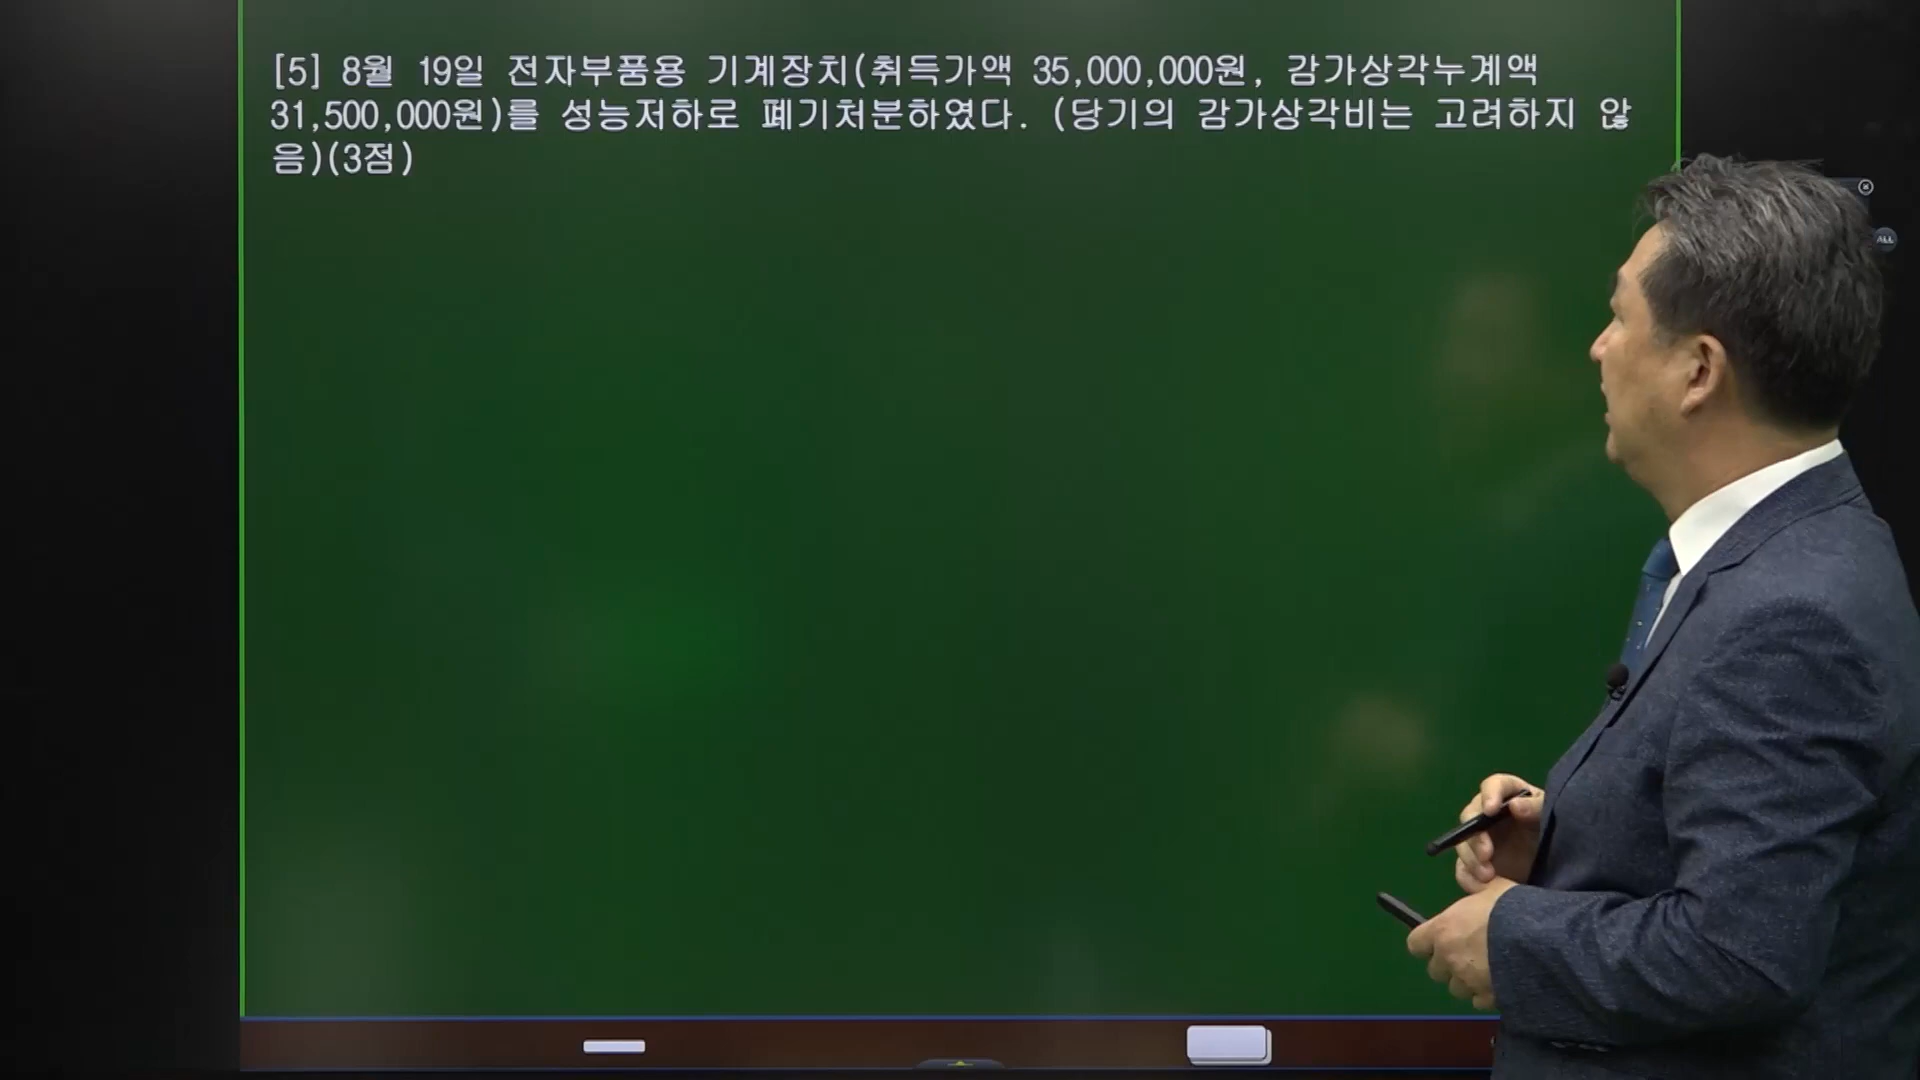 [5] 8월 19일 전자부품용 기계장치(취득가액 35,000,000원, 감가상각누계액
31,500,000원)를 성능저하로 폐기처분하였다. (당기의 감가상각비는 고려하지 않
음)(3점)
ALL